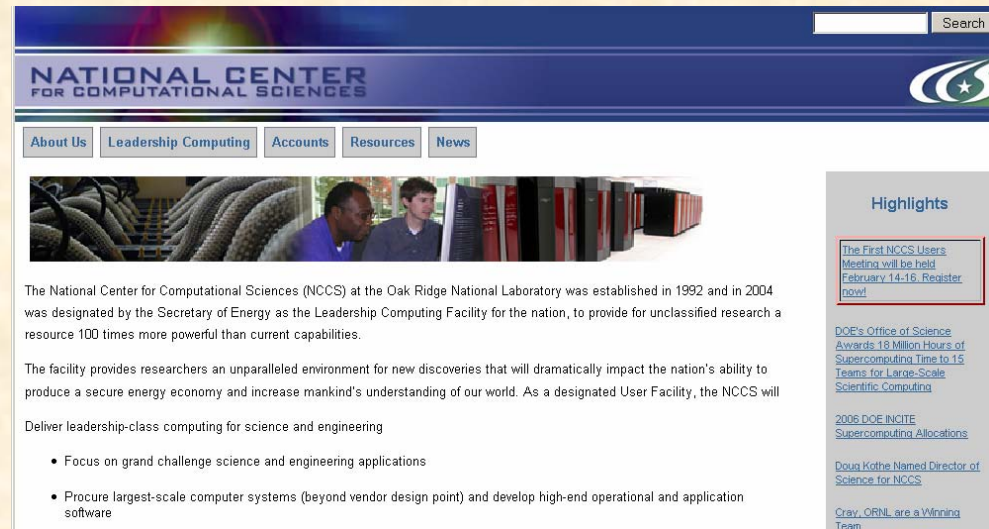 Search
NATIONAL CENTER
FOR COMPUTATIONAL SCIENCES
About Us
Leadership Computing
Accounts
Resources
News
The National Center for Computational Sciences (NCCS) at the Oak Ridge National Laboratory was established in 1992 and in 2004
was designated by the Secretary of Energy as the Leadership Computing Facility for the nation, to provide for unclassified research a
resource 100 times more powerful than current capabilities.
The facility provides researchers an unparalleled environment for new discoveries that will dramatically impact the nation's ability to
produce a secure energy economy and increase mankind's understanding of our world. As a designated User Facility, the NCCS will
Deliver leadership-class computing for science and engineering
• Focus on grand challenge science and engineering applications
• Procure largest-scale computer systems (beyond vendor design point) and develop high-end operational and application
software
Highlights
The First NCCS Users
Meeting will be held
February 14-16. Register
now!
DOE's Office of Science
Awards 18 Million Hours of
Supercomputing Time to 15
Teams for Large-Scale
Scientific Computing
2006 DOE INCITE
Supercomputing Allocations
Doug Kothe Named Director of
Science for NCCS
Cray, ORNL are a Winning
Team